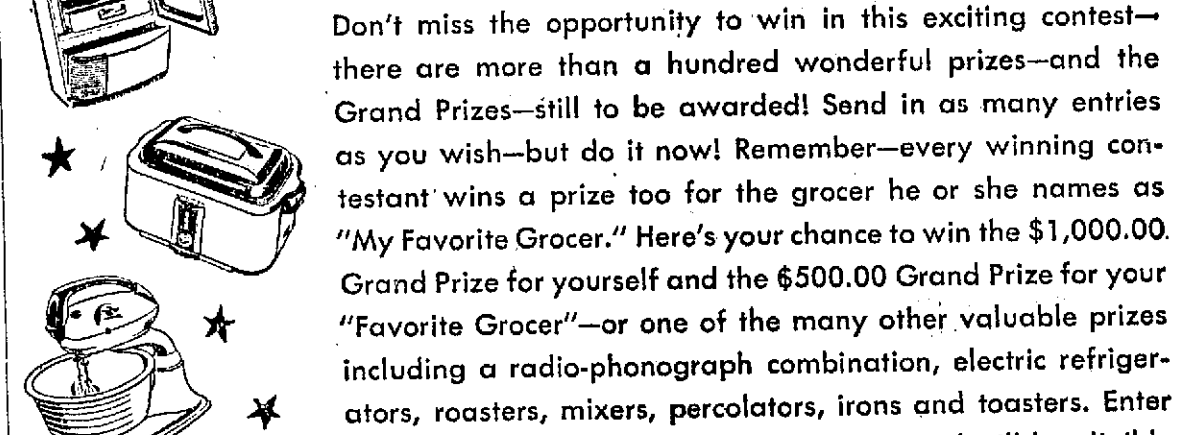 Don't miss the opportunity to win in this exciting contest—
there are more than a hundred wonderful prizes—and the
Grand Prizes—still to be awarded! Send in as many entries
as you wish—but do it now! Remember—every winning con-
testant wins a prize too for the grocer he or she names as
"My Favorite Grocer." Here's your chance to win the $1,000.00.
Grand Prize for yourself and the $500.00 Grand Prize for your
"Favorite Grocer"—or one of the many other valuable prizes
including a radio-phonograph combination, electric refriger-
ators, roasters, mixers, percolators, irons and toasters. Enter